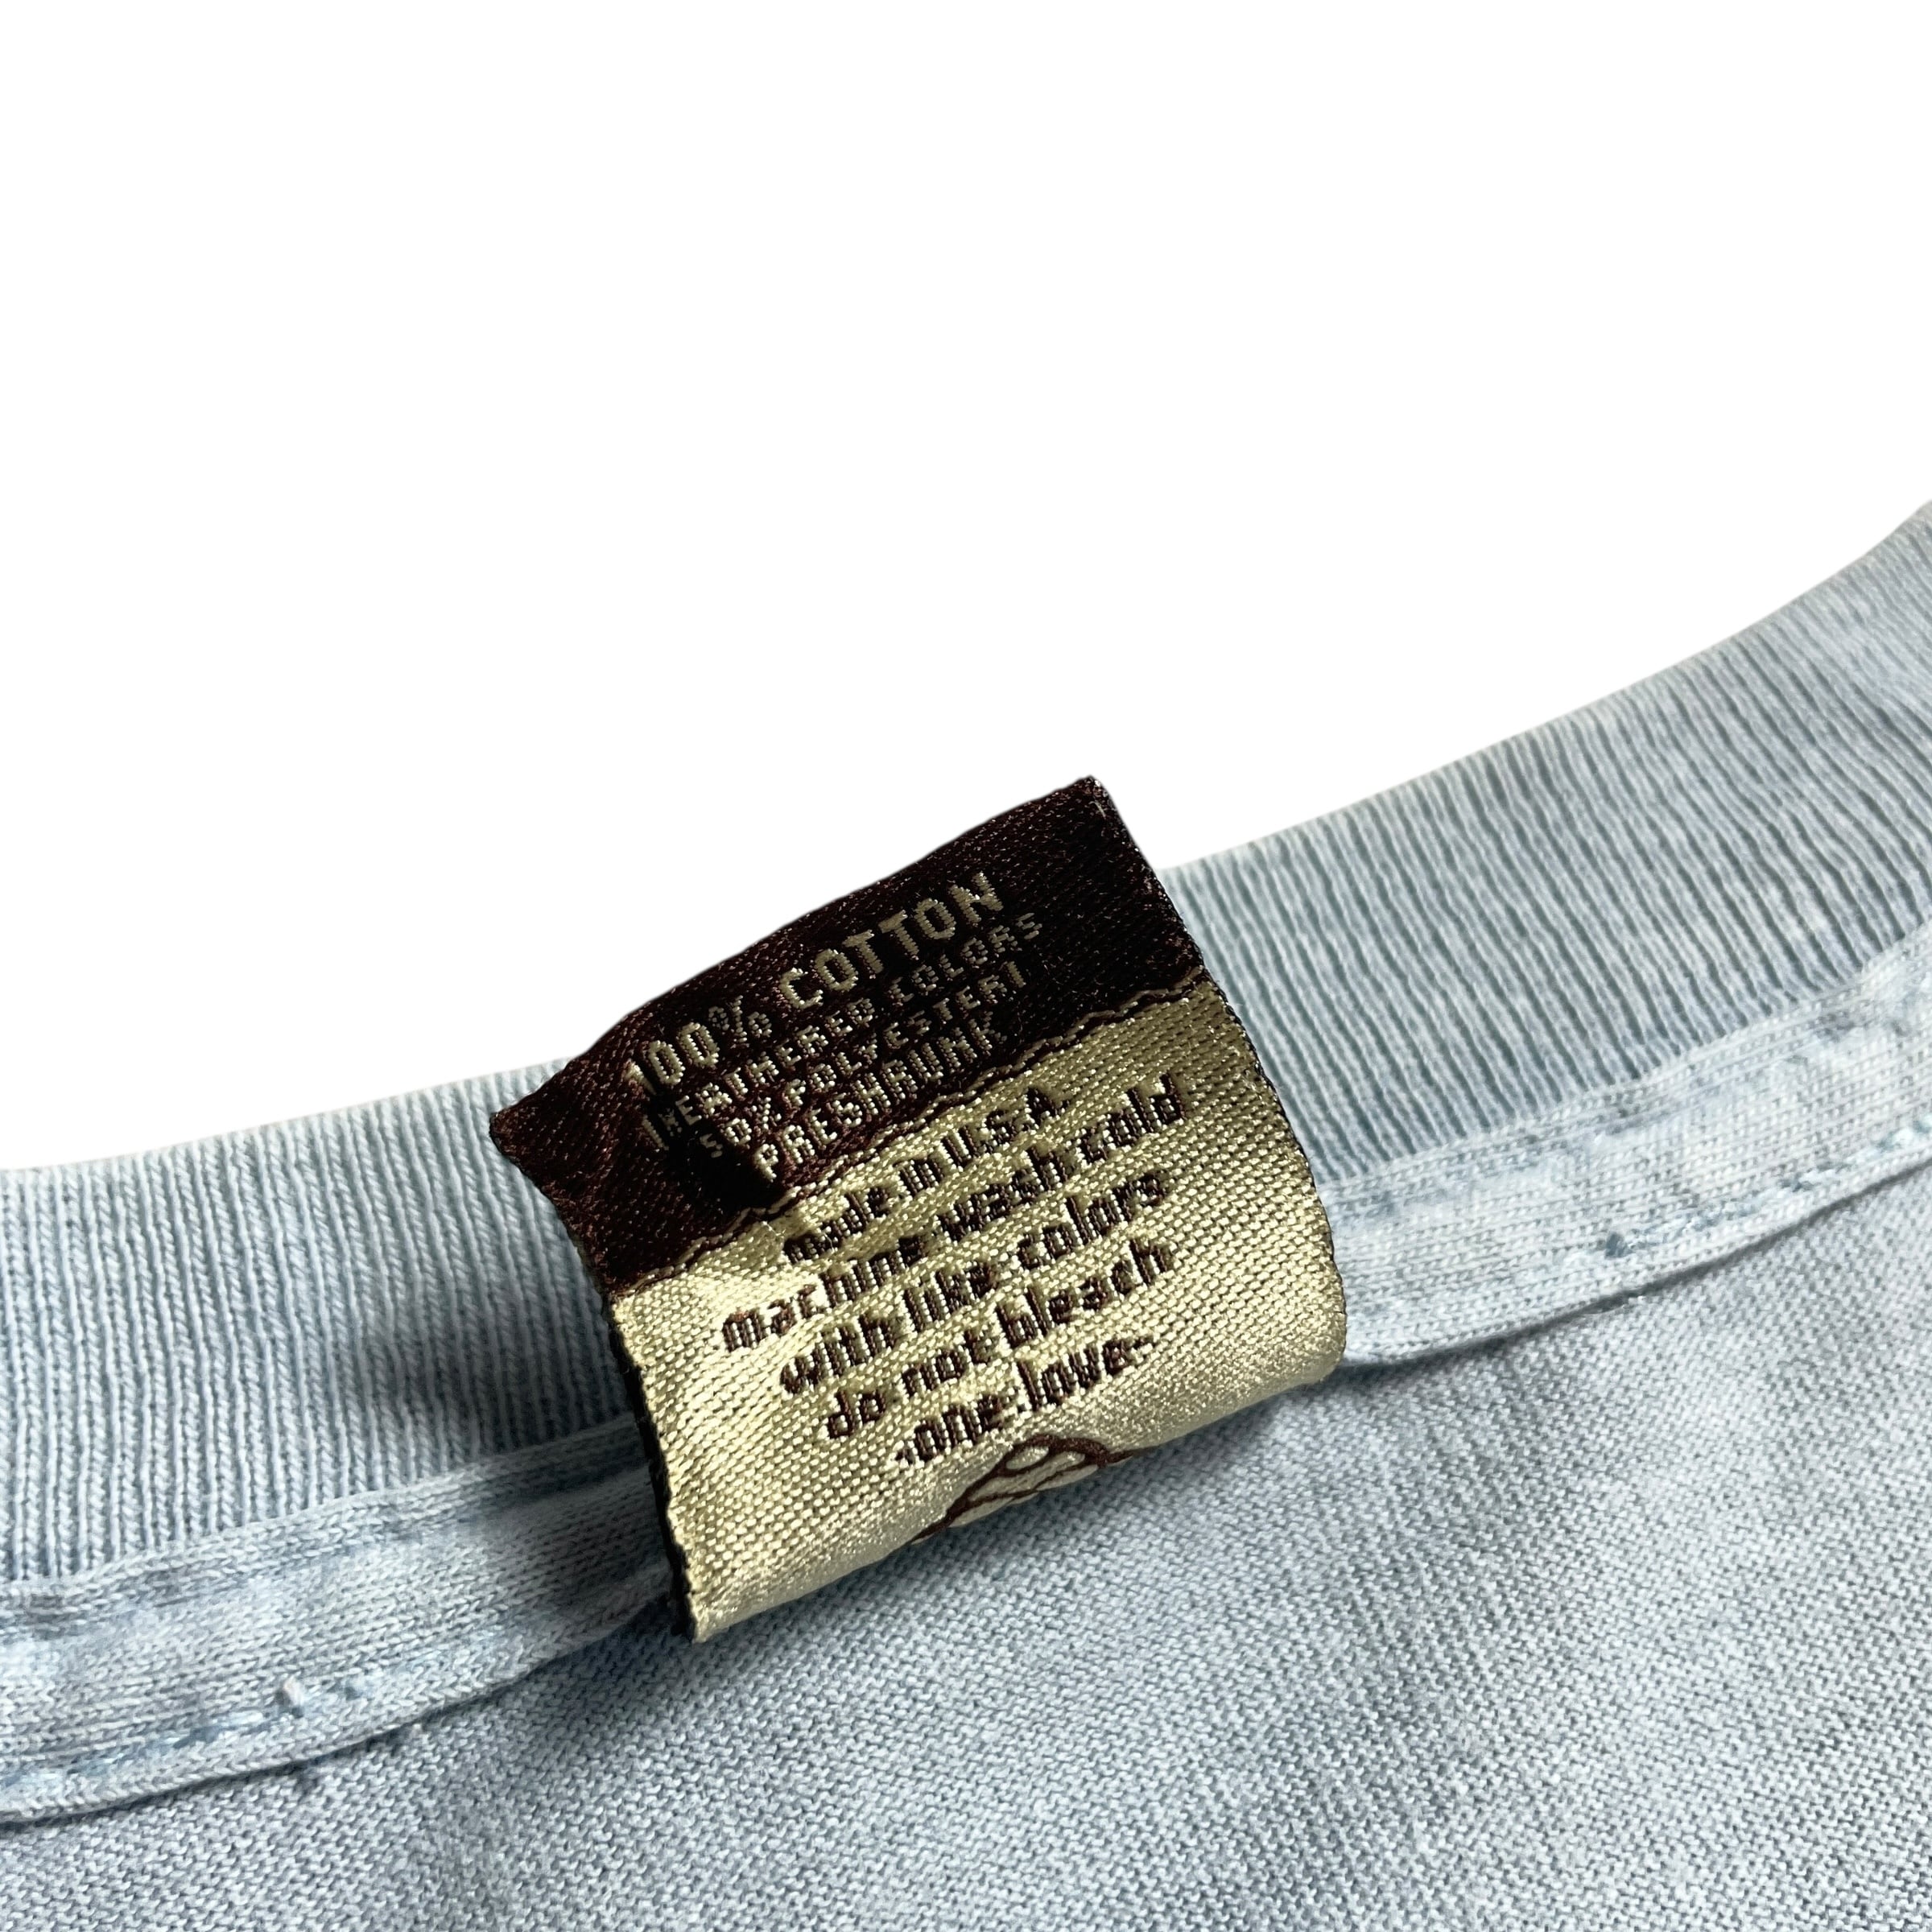 100% COTTON
(HEATHERED COLORS
50% POLYESTER)
PRESHRUNK
made in U.S.A.
machine wash cold
with like colors
do not bleach
-one love-